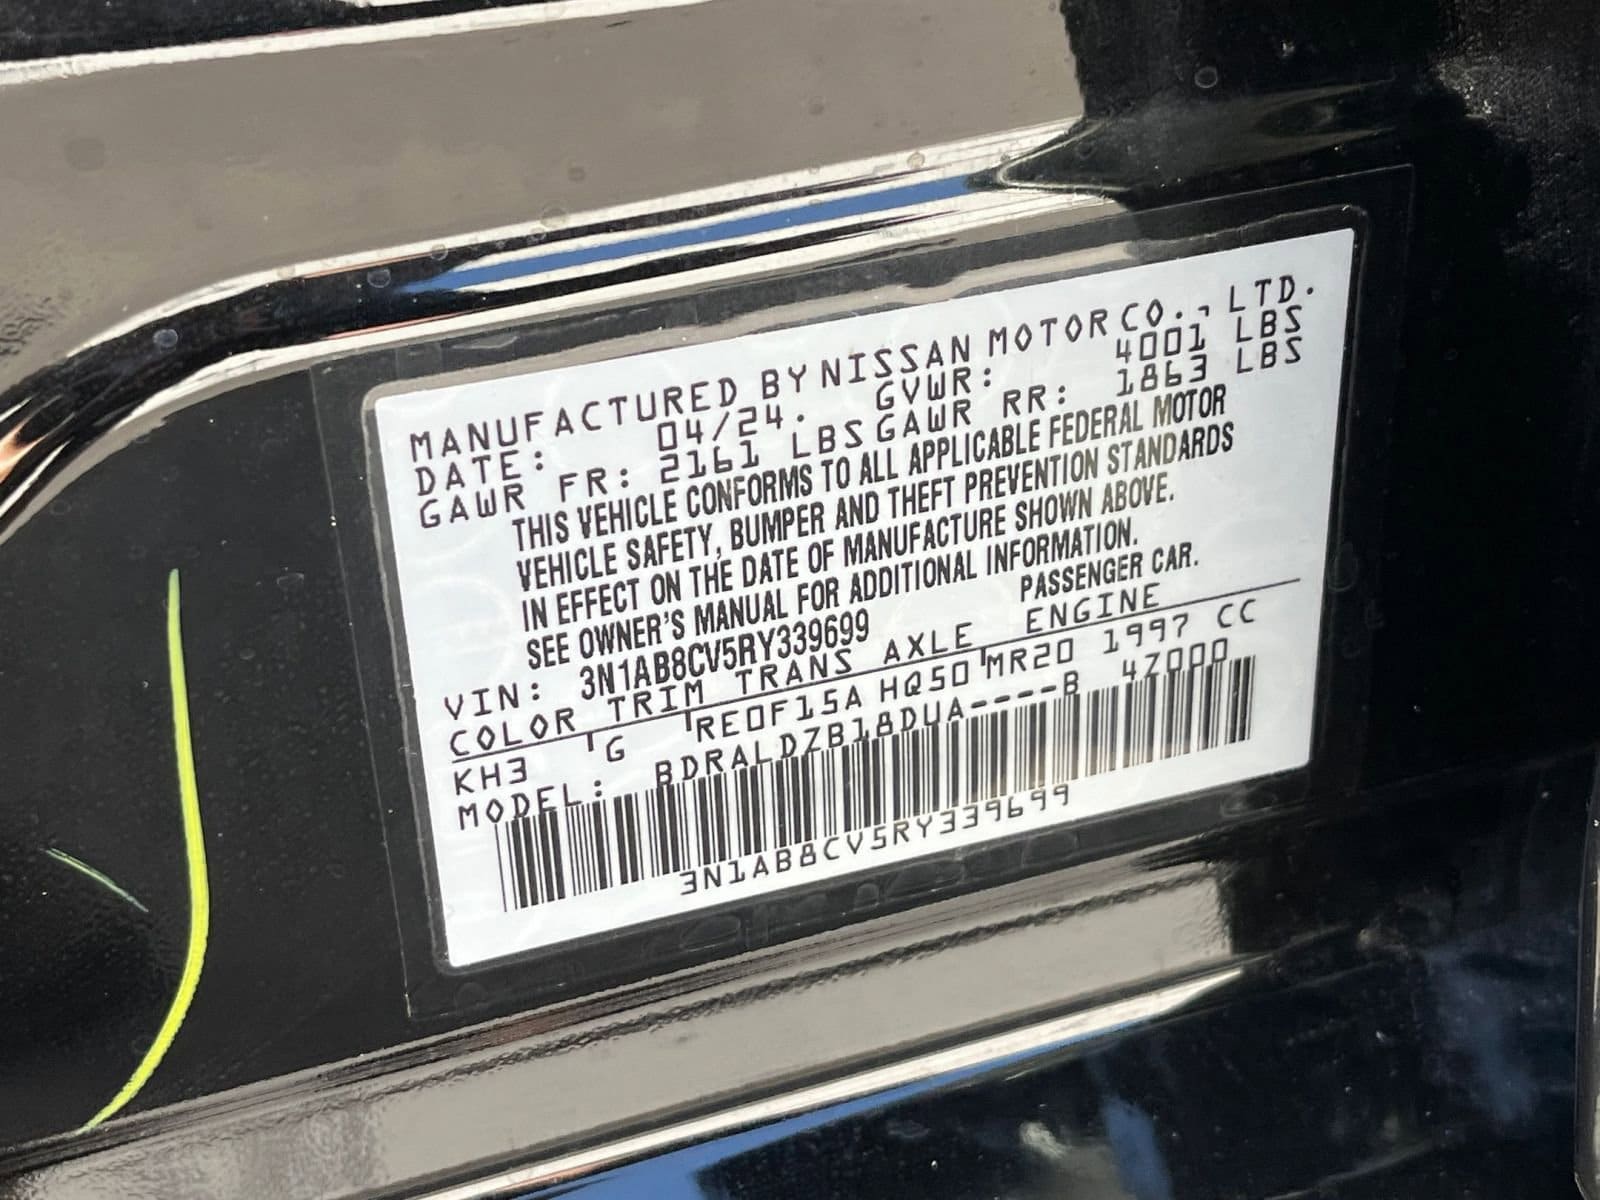 MANUFACTURED BY NISSAN MOTOR CO., LTD.
DATE: 04/24. GVWR: 4001 LBS
GAWR FR: 2161 LBS GAWR RR: 1863 LBS
THIS VEHICLE CONFORMS TO ALL APPLICABLE FEDERAL MOTOR
VEHICLE SAFETY, BUMPER AND THEFT PREVENTION STANDARDS
IN EFFECT ON THE DATE OF MANUFACTURE SHOWN ABOVE.
SEE OWNER'S MANUAL FOR ADDITIONAL INFORMATION.
VIN: 3N1AB8CV5RY339699 PASSENGER CAR.
COLOR TRIM TRANS AXLE ENGINE
KH3 G RE0F15A HQ50 MR20 1997 CC
MODEL: BDRALDZB18DUA----B 4Z000
3N1AB8CV5RY339699